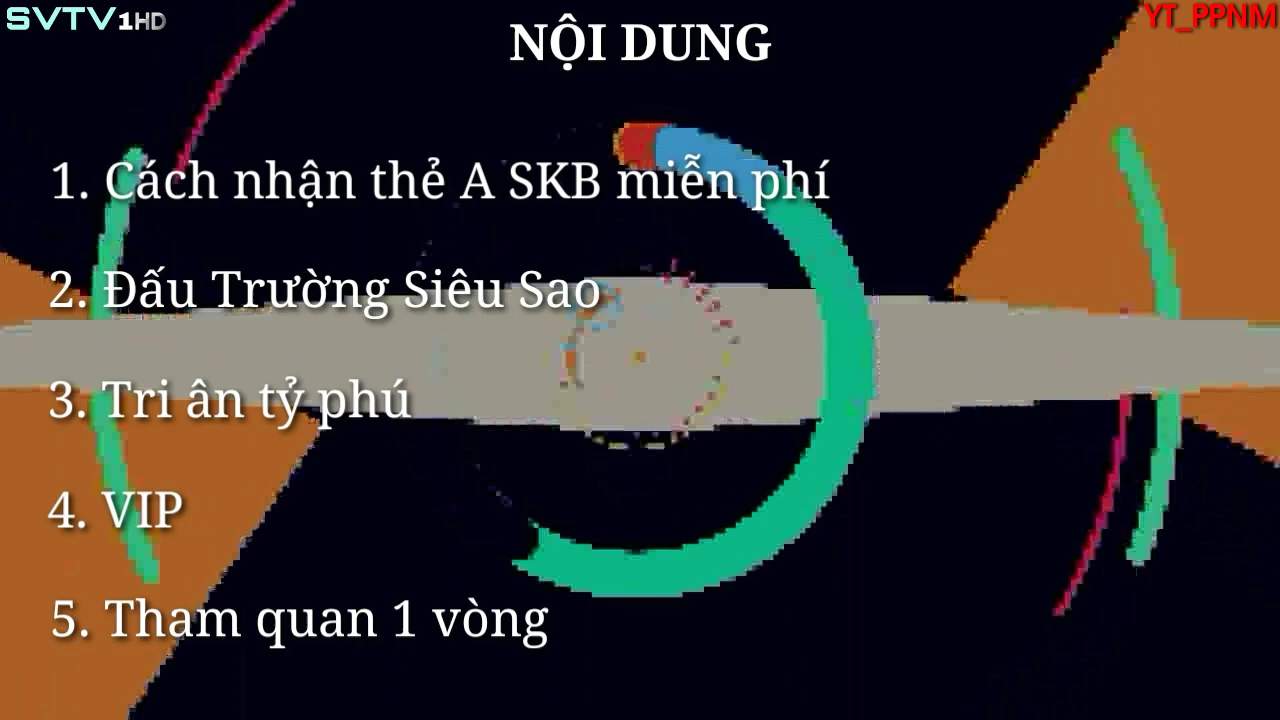 SVTV1HD
YT_PPNM
NỘI DUNG
1. Cách nhận thẻ A SKB miễn phí
2. Đấu Trường Siêu Sao
3. Tri ân tỷ phú
4. VIP
5. Tham quan 1 vòng